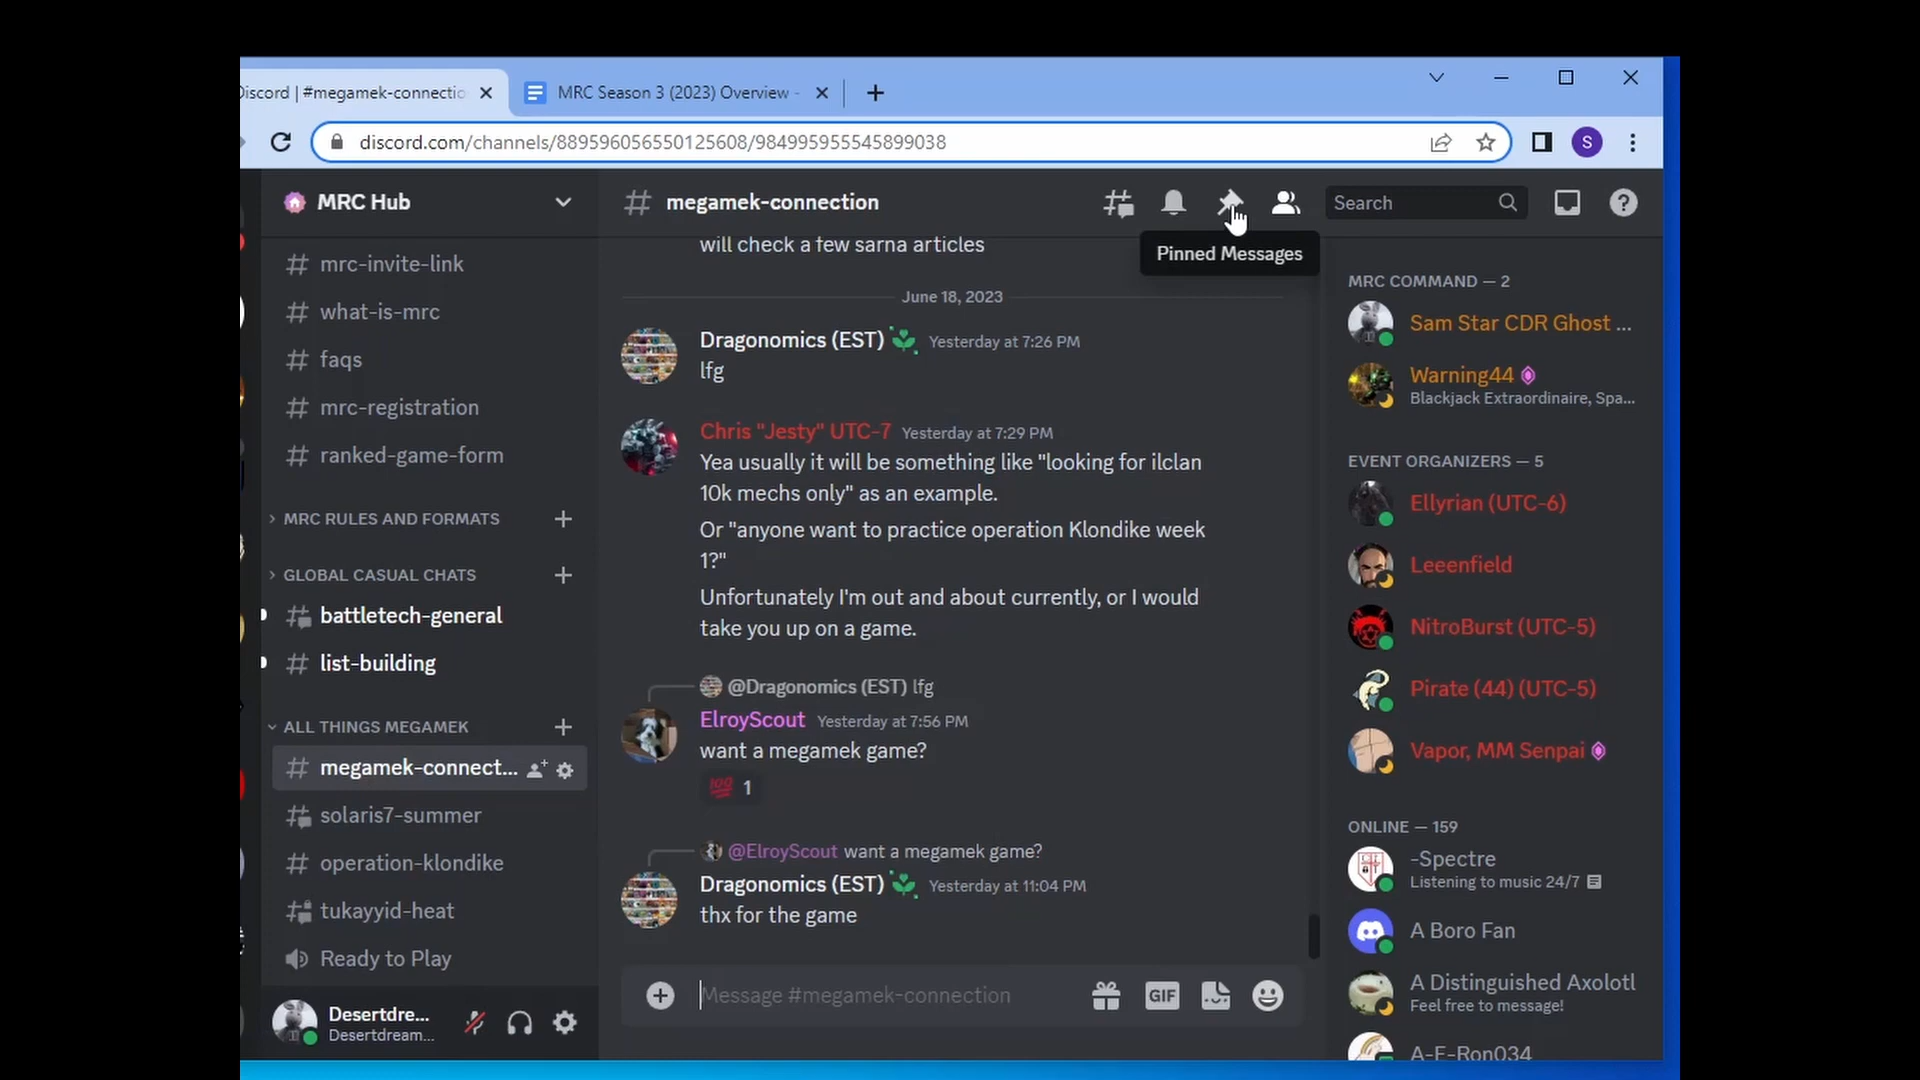 Discord | #megamek-connectio
MRC Season 3 (2023) Overview -
discord.com/channels/889596056550125608/984995955545899038
S
MRC Hub
megamek-connection
Search
Pinned Messages
mrc-invite-link
what-is-mrc
faqs
mrc-registration
ranked-game-form
MRC RULES AND FORMATS
GLOBAL CASUAL CHATS
battletech-general
list-building
ALL THINGS MEGAMEK
megamek-connect...
solaris7-summer
operation-klondike
tukayyid-heat
Ready to Play
Desertdre...
Desertdream...
will check a few sarna articles
June 18, 2023
Dragonomics (EST) Yesterday at 7:26 PM
lfg
Chris "Jesty" UTC-7 Yesterday at 7:29 PM
Yea usually it will be something like "looking for ilclan
10k mechs only" as an example.
Or "anyone want to practice operation Klondike week
1?"
Unfortunately I'm out and about currently, or I would
take you up on a game.
@Dragonomics (EST) lfg
ElroyScout Yesterday at 7:56 PM
want a megamek game?
100 1
@ElroyScout want a megamek game?
Dragonomics (EST) Yesterday at 11:04 PM
thx for the game
Message #megamek-connection
GIF
MRC COMMAND — 2
Sam Star CDR Ghost ...
Warning44
Blackjack Extraordinaire, Spa...
EVENT ORGANIZERS — 5
Ellyrian (UTC-6)
Leeenfield
NitroBurst (UTC-5)
Pirate (44) (UTC-5)
Vapor, MM Senpai
ONLINE — 159
-Spectre
Listening to music 24/7
A Boro Fan
A Distinguished Axolotl
Feel free to message!
A-F-Ron034